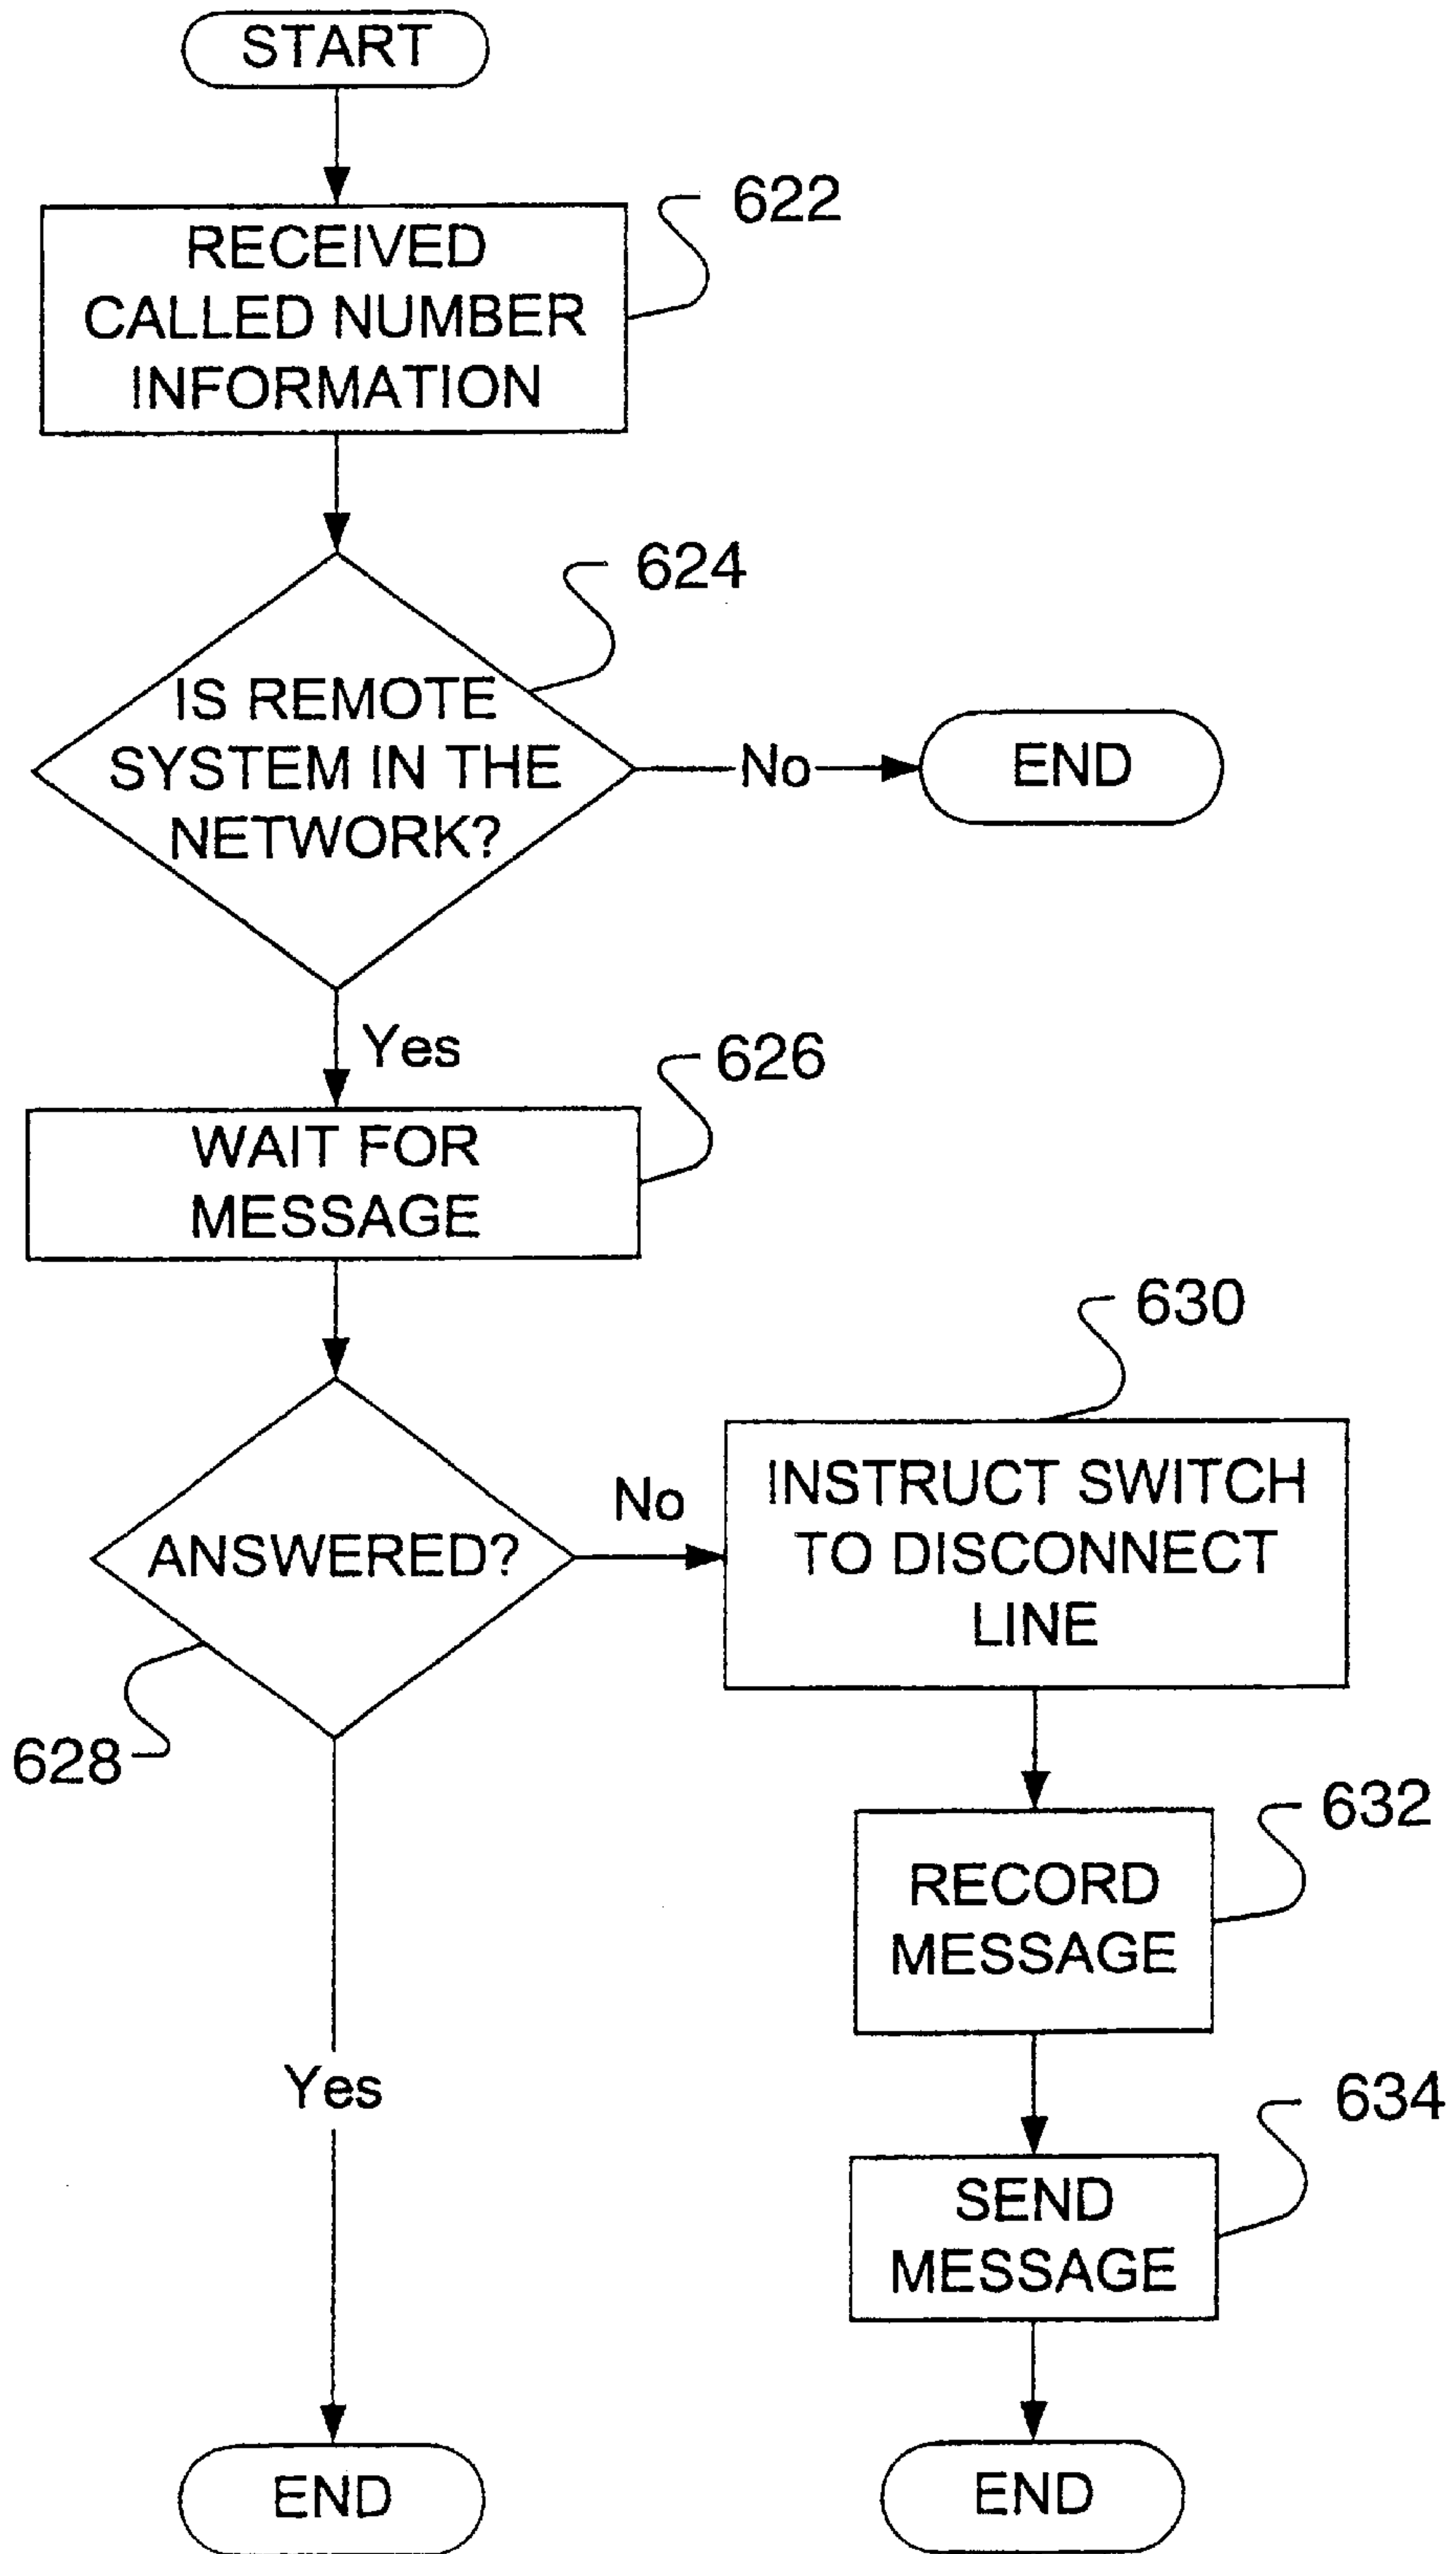 START
622
RECEIVED
CALLED NUMBER
INFORMATION
624
IS REMOTE
SYSTEM IN THE
NETWORK?
No
END
Yes
626
WAIT FOR
MESSAGE
630
ANSWERED?
No
INSTRUCT SWITCH
TO DISCONNECT
LINE
628
632
RECORD
MESSAGE
Yes
634
SEND
MESSAGE
END
END